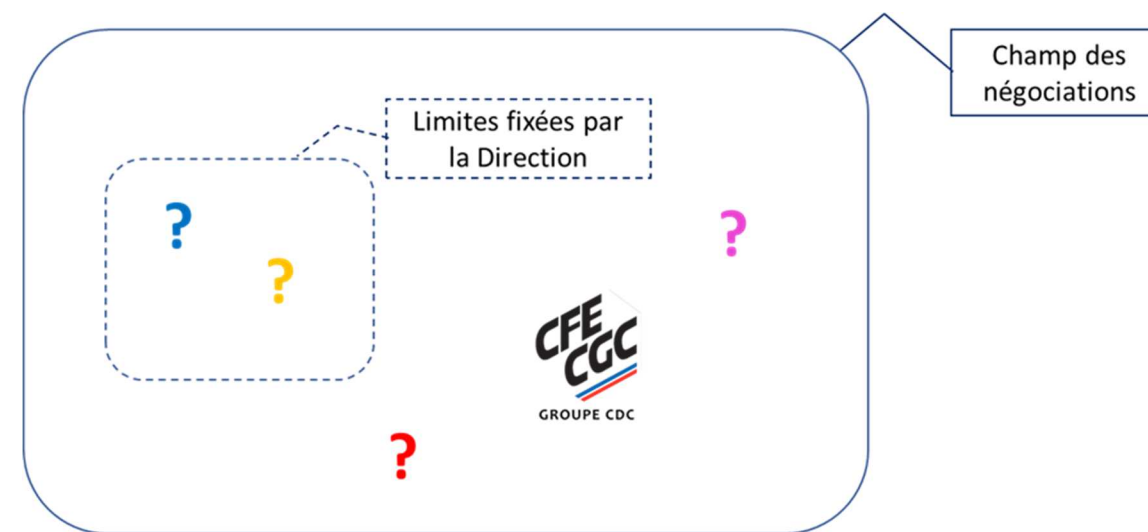 Champ des
négociations
Limites fixées par
la Direction
?
?
?
CFE
CGC
GROUPE CDC
?